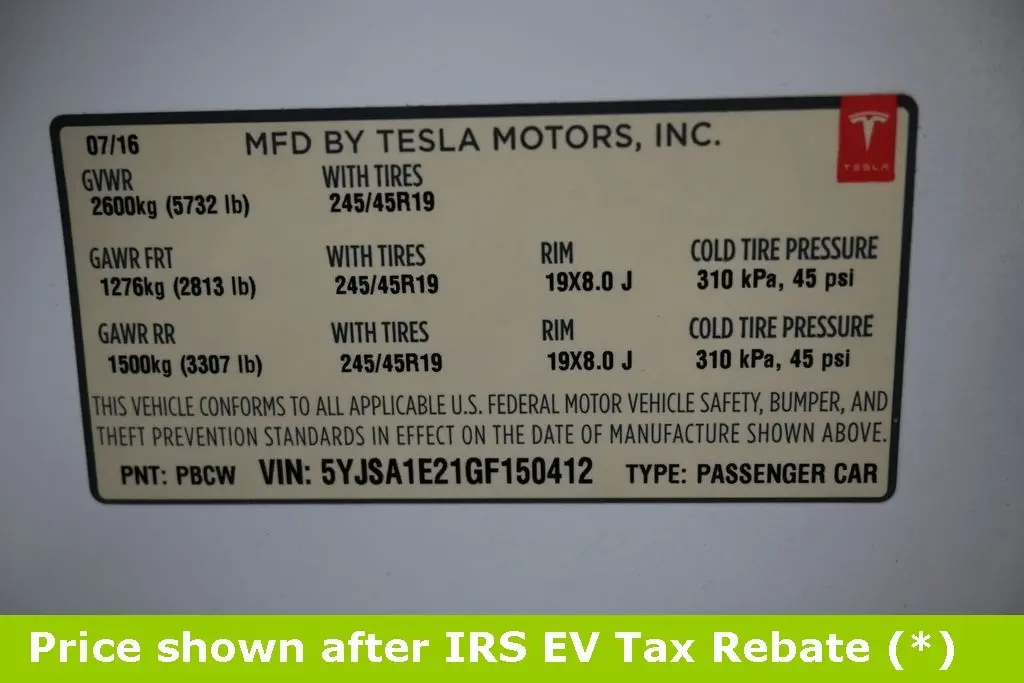 07/16 MFD BY TESLA MOTORS, INC.
TESLA
GVWR WITH TIRES
2600kg (5732 lb) 245/45R19
GAWR FRT WITH TIRES RIM COLD TIRE PRESSURE
1276kg (2813 lb) 245/45R19 19X8.0 J 310 kPa, 45 psi
GAWR RR WITH TIRES RIM COLD TIRE PRESSURE
1500kg (3307 lb) 245/45R19 19X8.0 J 310 kPa, 45 psi
THIS VEHICLE CONFORMS TO ALL APPLICABLE U.S. FEDERAL MOTOR VEHICLE SAFETY, BUMPER, AND
THEFT PREVENTION STANDARDS IN EFFECT ON THE DATE OF MANUFACTURE SHOWN ABOVE.
PNT: PBCW VIN: 5YJSA1E21GF150412 TYPE: PASSENGER CAR
Price shown after IRS EV Tax Rebate (*)